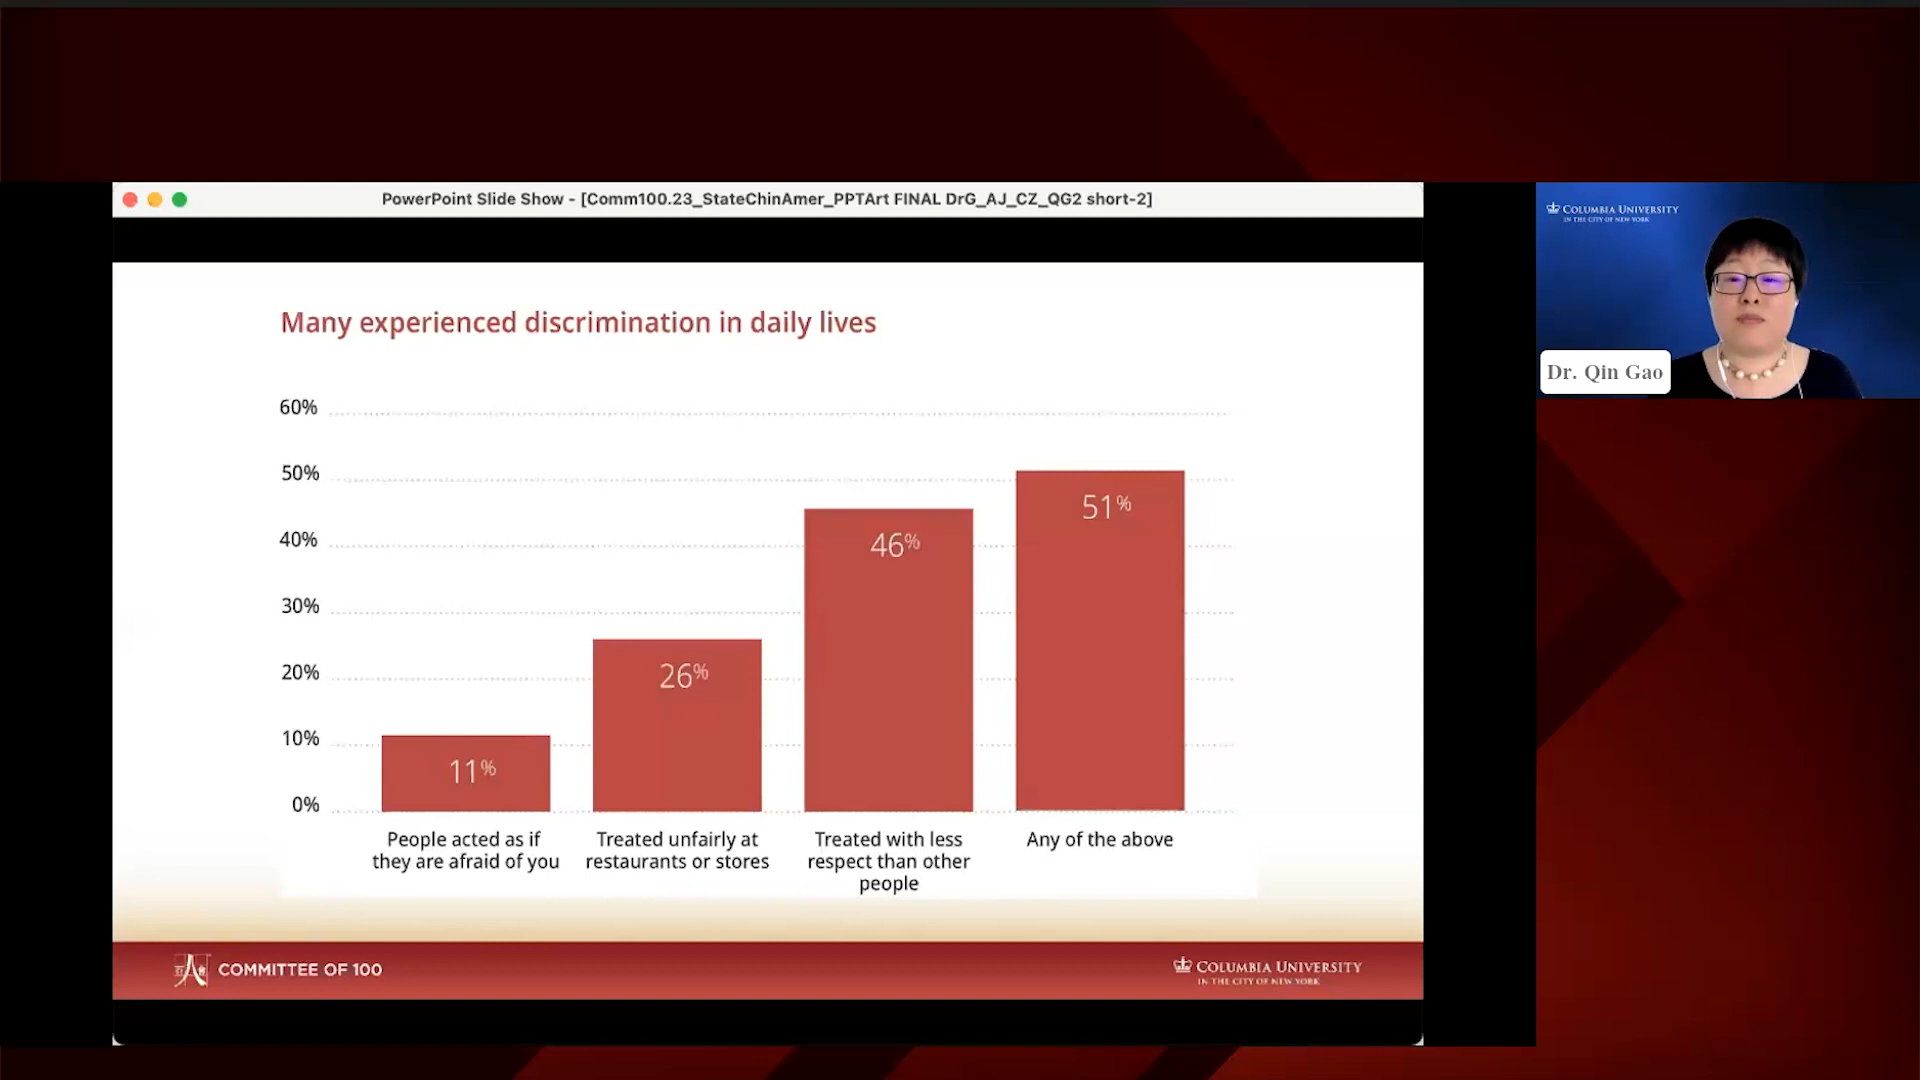 PowerPoint Slide Show - [Comm100.23_StateChinAmer_PPTArt FINAL DrG_AJ_CZ_QG2 short-2]
COLUMBIA UNIVERSITY
IN THE CITY OF NEW YORK
Dr. Qin Gao
Many experienced discrimination in daily lives
60%
50%
40%
30%
20%
10%
0%
11%
26%
46%
51%
People acted as if
they are afraid of you
Treated unfairly at
restaurants or stores
Treated with less
respect than other
people
Any of the above
COMMITTEE OF 100
COLUMBIA UNIVERSITY
IN THE CITY OF NEW YORK